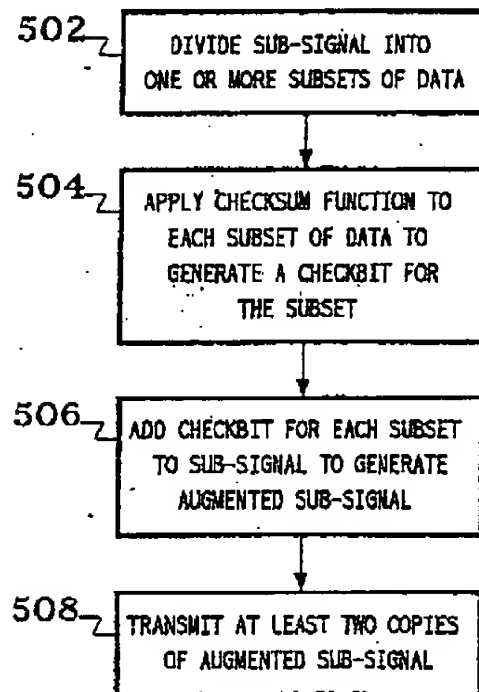 502
DIVIDE SUB-SIGNAL INTO
ONE OR MORE SUBSETS OF DATA
504
APPLY CHECKSUM FUNCTION TO
EACH SUBSET OF DATA TO
GENERATE A CHECKBIT FOR
THE SUBSET
506
ADD CHECKBIT FOR EACH SUBSET
TO SUB-SIGNAL TO GENERATE
AUGMENTED SUB-SIGNAL
508
TRANSMIT AT LEAST TWO COPIES
OF AUGMENTED SUB-SIGNAL